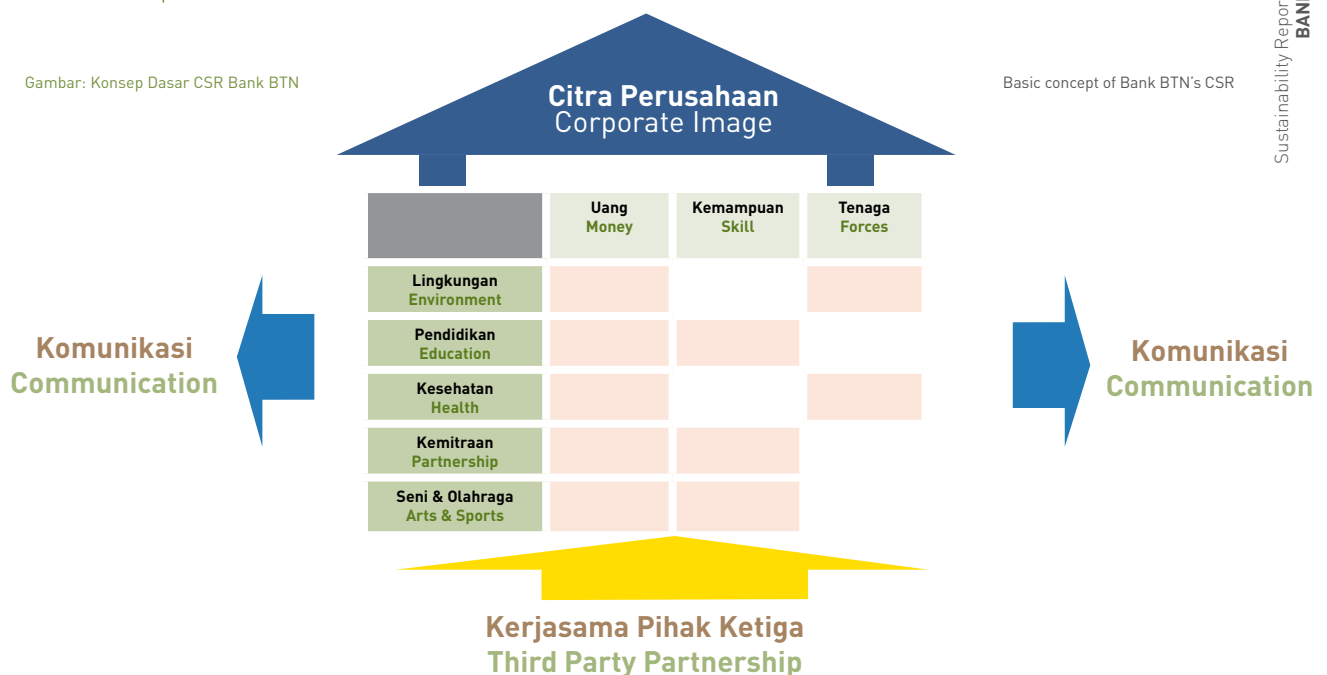 Gambar: Konsep Dasar CSR Bank BTN
Basic concept of Bank BTN's CSR
Sustainability Repor
BAN
Citra Perusahaan
Corporate Image
Uang
Money
Kemampuan
Skill
Tenaga
Forces
Lingkungan
Environment
Pendidikan
Education
Kesehatan
Health
Kemitraan
Partnership
Seni & Olahraga
Arts & Sports
Komunikasi
Communication
Komunikasi
Communication
Kerjasama Pihak Ketiga
Third Party Partnership